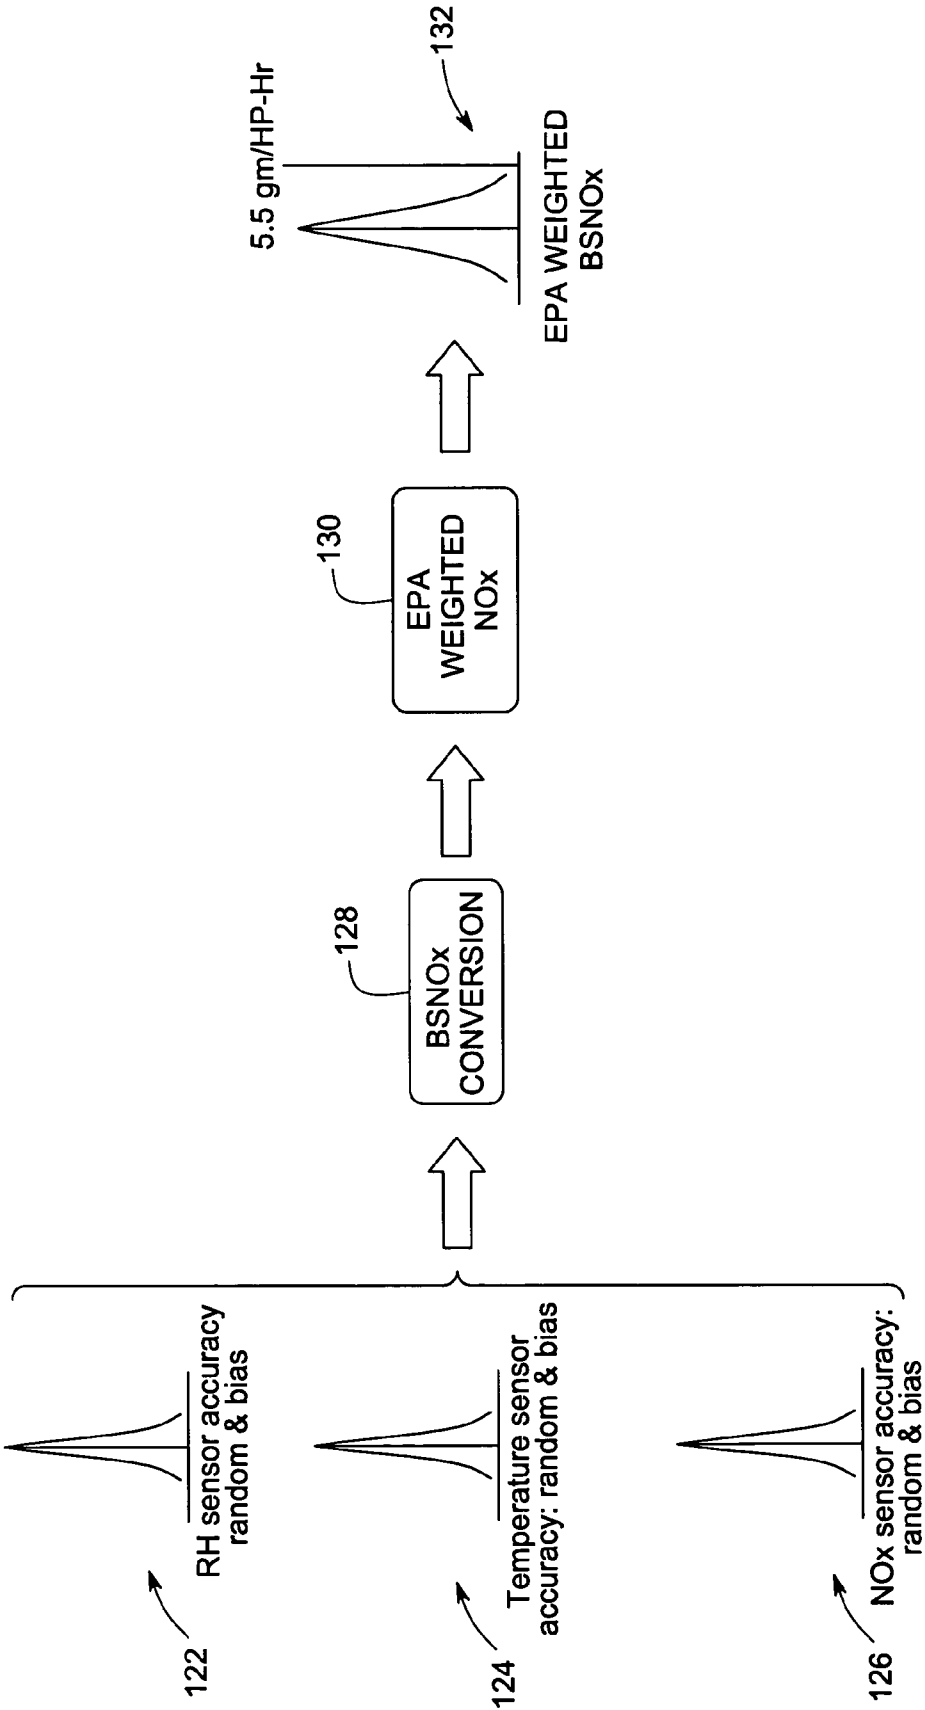 122
RH sensor accuracy
random & bias
124
Temperature sensor
accuracy: random & bias
126
NOx sensor accuracy:
random & bias
128
BSNOx
CONVERSION
130
EPA
WEIGHTED
NOx
5.5 gm/HP-Hr
132
EPA WEIGHTED
BSNOx